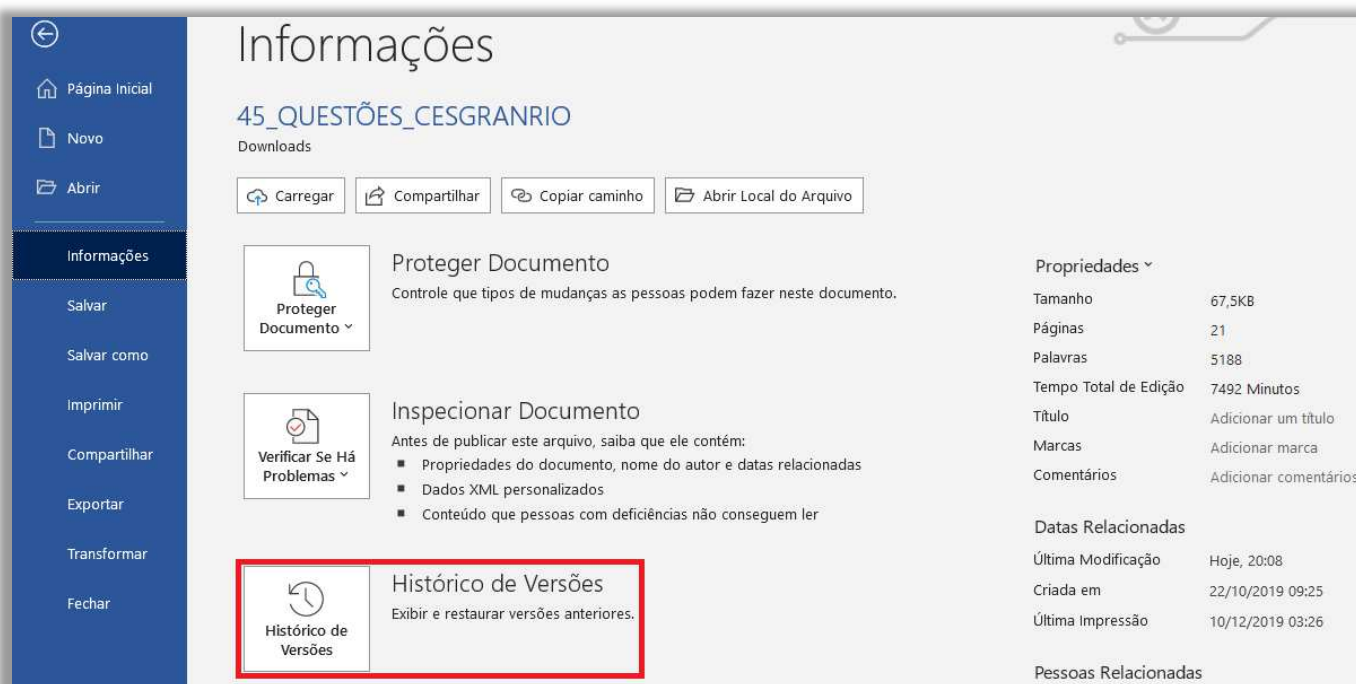 Informações
Página Inicial
Novo
Abrir
Informações
Salvar
Salvar como
Imprimir
Compartilhar
Exportar
Transformar
Fechar
45_QUESTÕES_CESGRANRIO
Downloads
Carregar
Compartilhar
Copiar caminho
Abrir Local do Arquivo
Proteger
Documento
Proteger Documento
Controle que tipos de mudanças as pessoas podem fazer neste documento.
Verificar Se Há
Problemas
Inspecionar Documento
Antes de publicar este arquivo, saiba que ele contém:
Propriedades do documento, nome do autor e datas relacionadas
Dados XML personalizados
Conteúdo que pessoas com deficiências não conseguem ler
Histórico de
Versões
Histórico de Versões
Exibir e restaurar versões anteriores.
Propriedades
Tamanho 67,5KB
Páginas 21
Palavras 5188
Tempo Total de Edição 7492 Minutos
Título Adicionar um título
Marcas Adicionar marca
Comentários Adicionar comentários
Datas Relacionadas
Última Modificação Hoje, 20:08
Criada em 22/10/2019 09:25
Última Impressão 10/12/2019 03:26
Pessoas Relacionadas